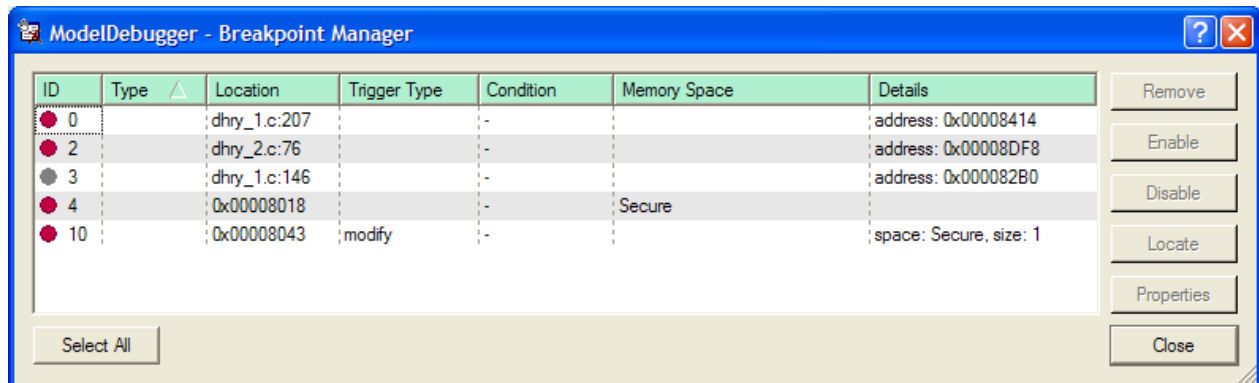 ModelDebugger - Breakpoint Manager
ID Type Location Trigger Type Condition Memory Space Details
0 dhry_1.c:207 - address: 0x00008414
2 dhry_2.c:76 - address: 0x00008DF8
3 dhry_1.c:146 - address: 0x000082B0
4 0x00008018 - Secure
10 0x00008043 modify - space: Secure, size: 1
Remove
Enable
Disable
Locate
Properties
Select All
Close